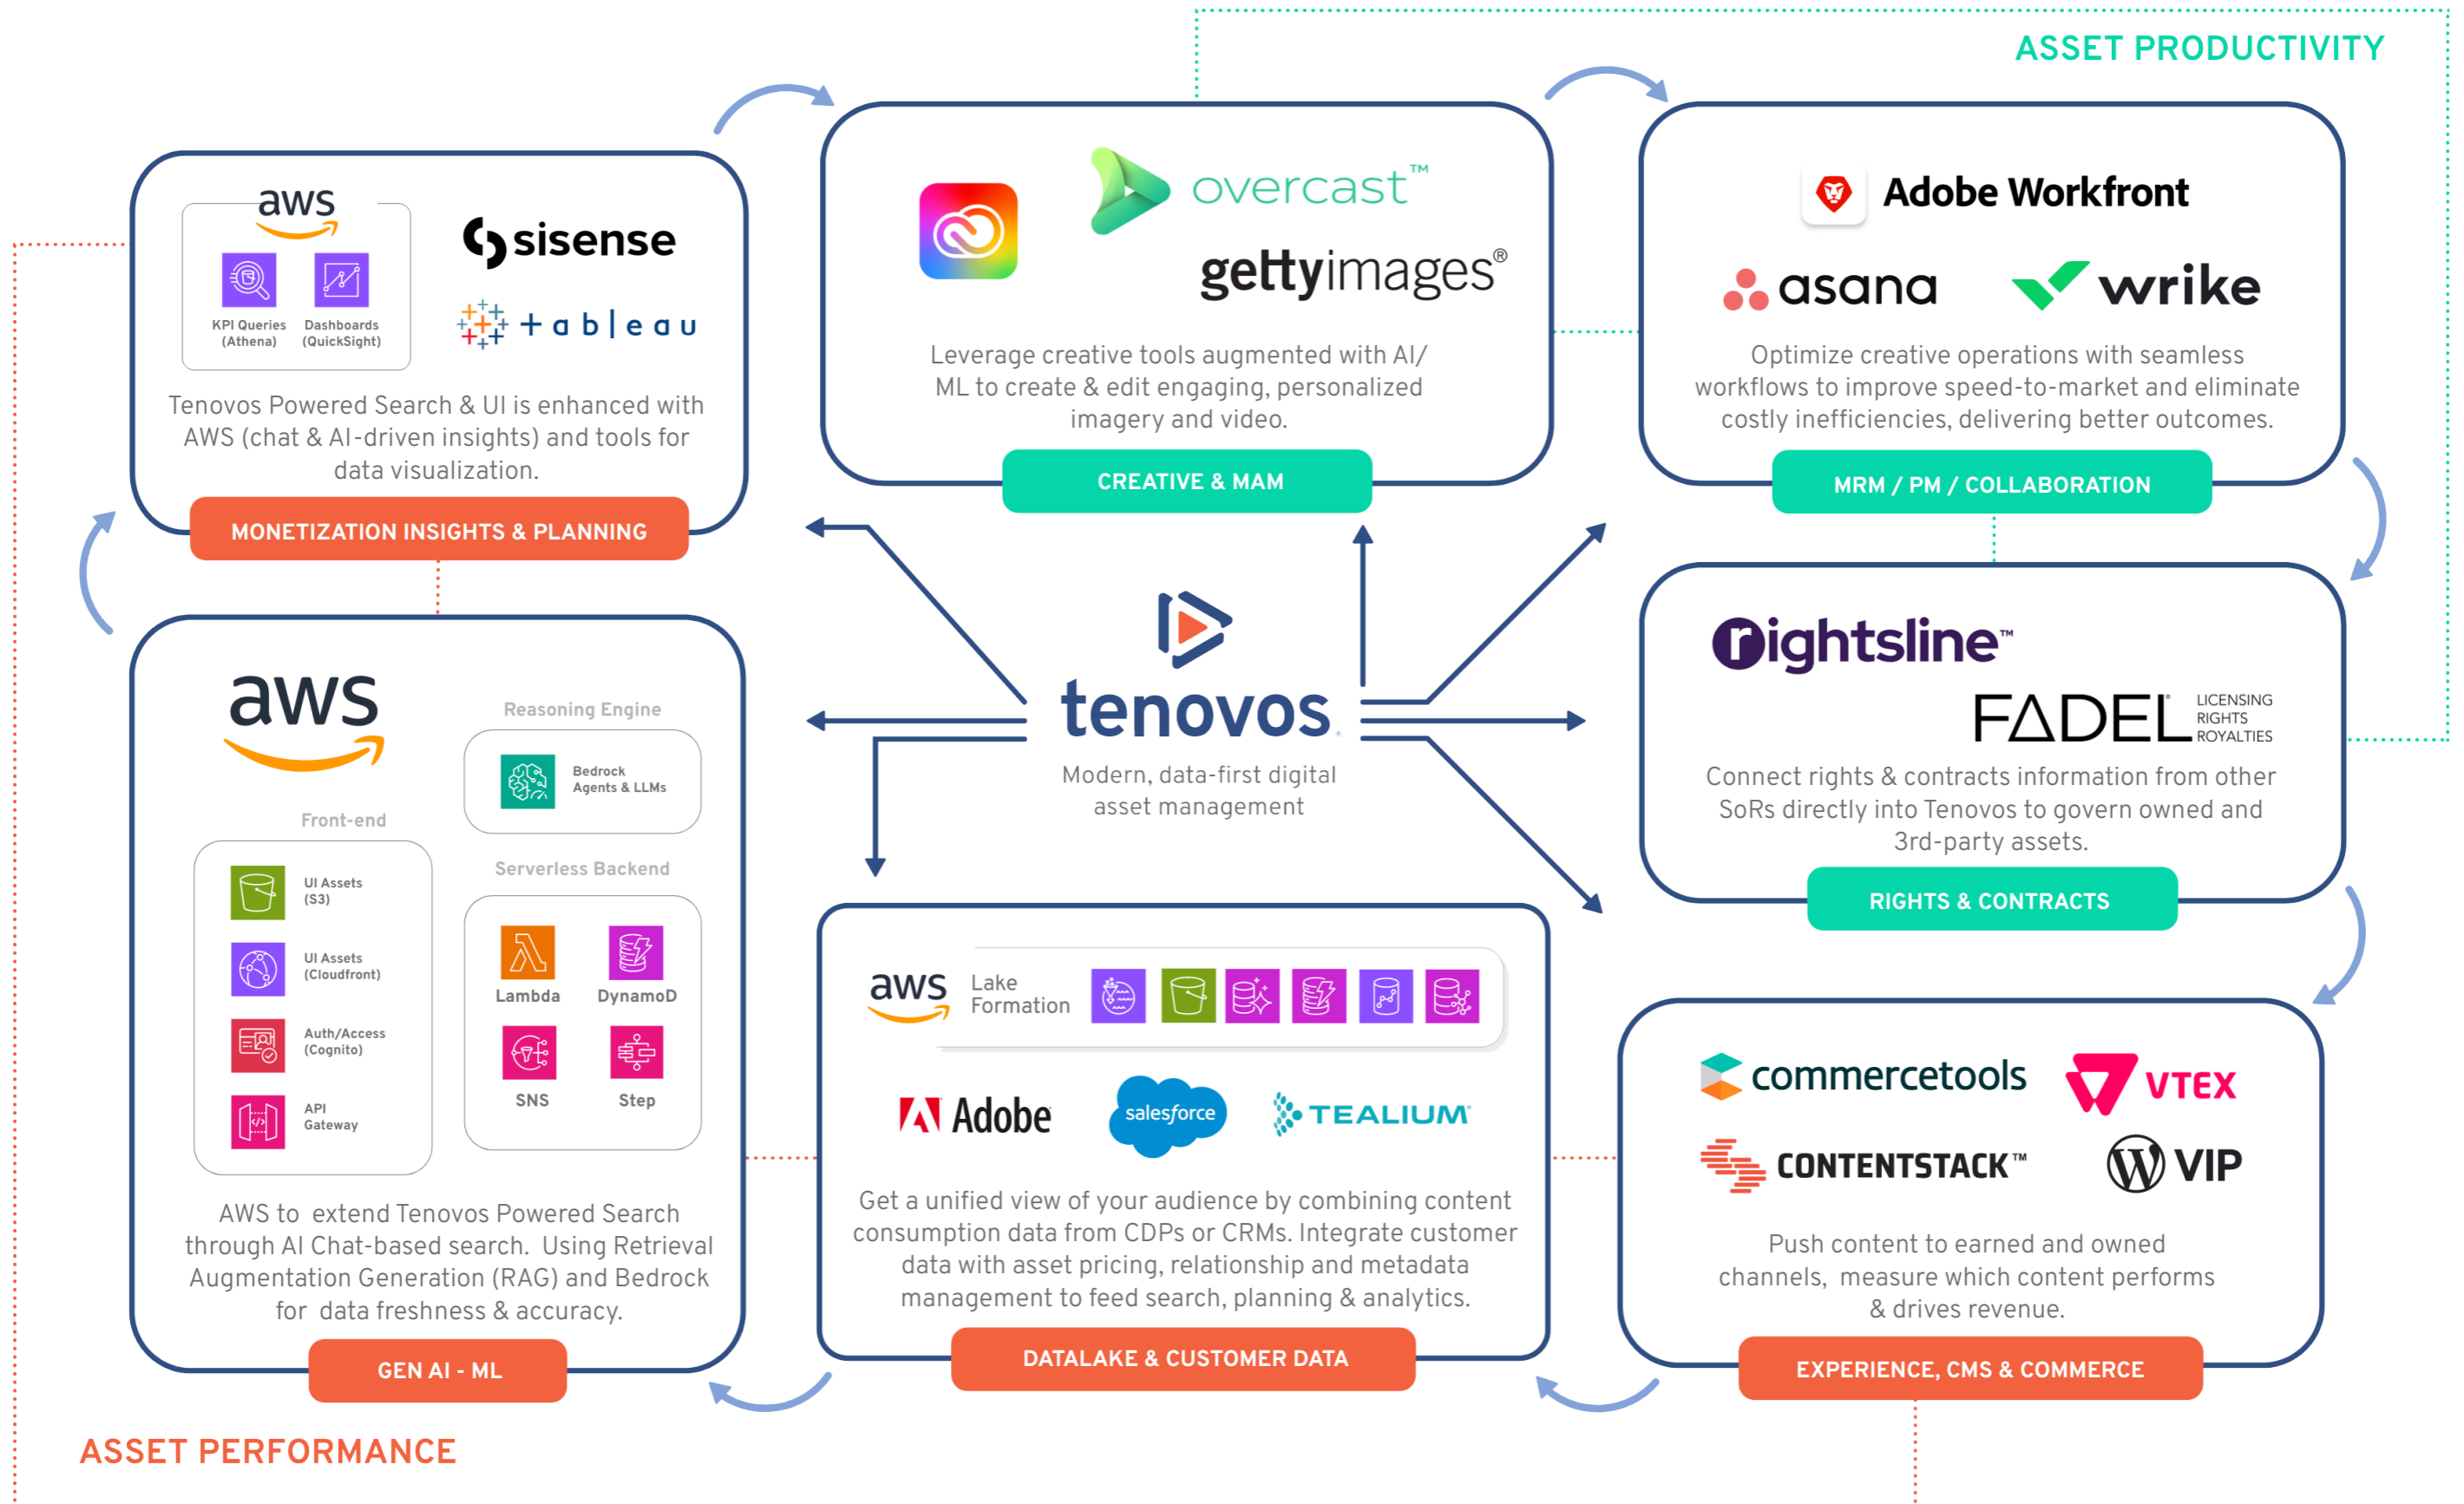 ASSET PRODUCTIVITY
aws
KPI Queries
(Athena)
Dashboards
(QuickSight)
sisense
+ableau
Tenovos Powered Search & UI is enhanced with
AWS (chat & AI-driven insights) and tools for
data visualization.
MONETIZATION INSIGHTS & PLANNING
overcast™
gettyimages®
Leverage creative tools augmented with AI/
ML to create & edit engaging, personalized
imagery and video.
CREATIVE & MAM
Adobe Workfront
asana
wrike
Optimize creative operations with seamless
workflows to improve speed-to-market and eliminate
costly inefficiencies, delivering better outcomes.
MRM / PM / COLLABORATION
tenovos
Modern, data-first digital
asset management
rightsline™
FADEL
LICENSING
RIGHTS
ROYALTIES
Connect rights & contracts information from other
SoRs directly into Tenovos to govern owned and
3rd-party assets.
RIGHTS & CONTRACTS
aws
Reasoning Engine
Bedrock
Agents & LLMs
Front-end
UI Assets
(S3)
UI Assets
(Cloudfront)
Auth/Access
(Cognito)
API
Gateway
Serverless Backend
Lambda
DynamoD
SNS
Step
AWS to extend Tenovos Powered Search
through AI Chat-based search. Using Retrieval
Augmentation Generation (RAG) and Bedrock
for data freshness & accuracy.
GEN AI - ML
aws
Lake
Formation
Adobe
salesforce
TEALIUM
Get a unified view of your audience by combining content
consumption data from CDPs or CRMs. Integrate customer
data with asset pricing, relationship and metadata
management to feed search, planning & analytics.
DATALAKE & CUSTOMER DATA
commercetools
VTEX
CONTENTSTACK™
VIP
Push content to earned and owned
channels, measure which content performs
& drives revenue.
EXPERIENCE, CMS & COMMERCE
ASSET PERFORMANCE